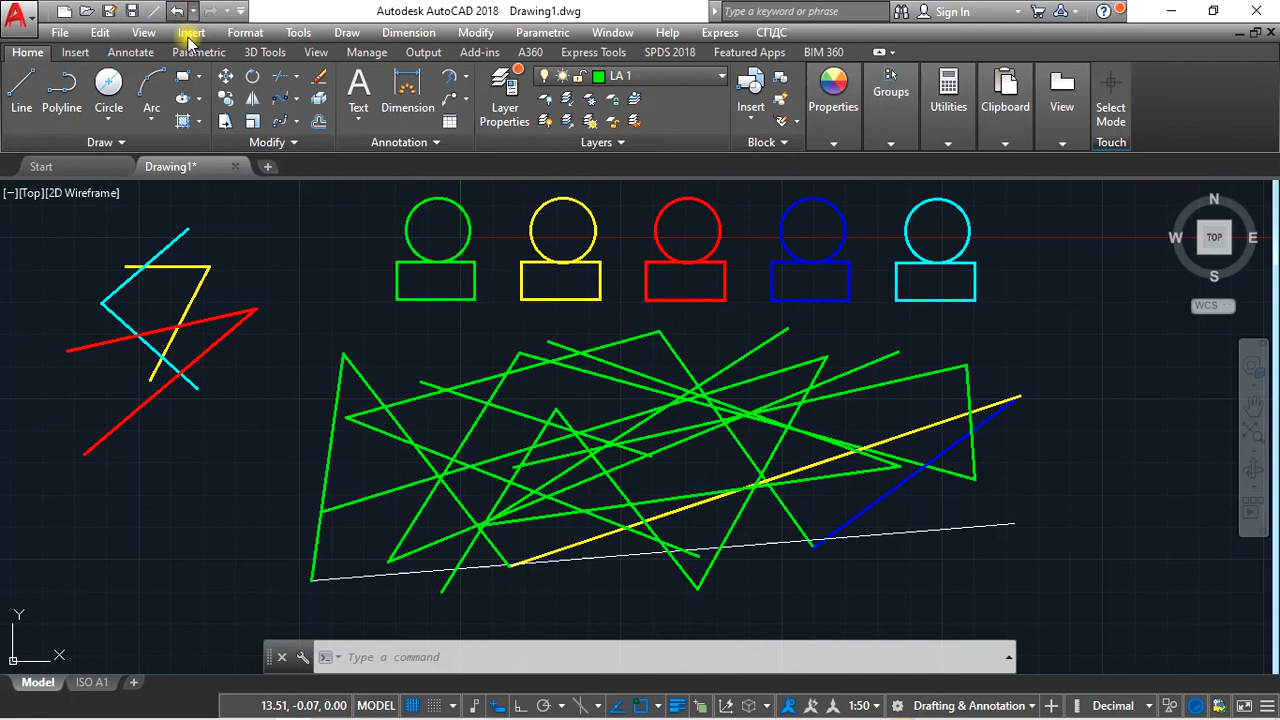 Autodesk AutoCAD 2018 Drawing1.dwg
Type a keyword or phrase
Sign In
File Edit View Insert Format Tools Draw Dimension Modify Parametric Window Help Express СПДС
Home Insert Annotate Parametric 3D Tools View Manage Output Add-ins A360 Express Tools SPDS 2018 Featured Apps BIM 360
LA 1
Line Polyline Circle Arc Text Dimension Layer Properties Insert Properties Groups Utilities Clipboard View Select Mode
Draw Modify Annotation Layers Block Touch
Start Drawing1*
[−][Top][2D Wireframe]
N
W TOP E
S
WCS
Y
X
Type a command
Model ISO A1
13.51, -0.07, 0.00 MODEL 1:50 Drafting & Annotation Decimal